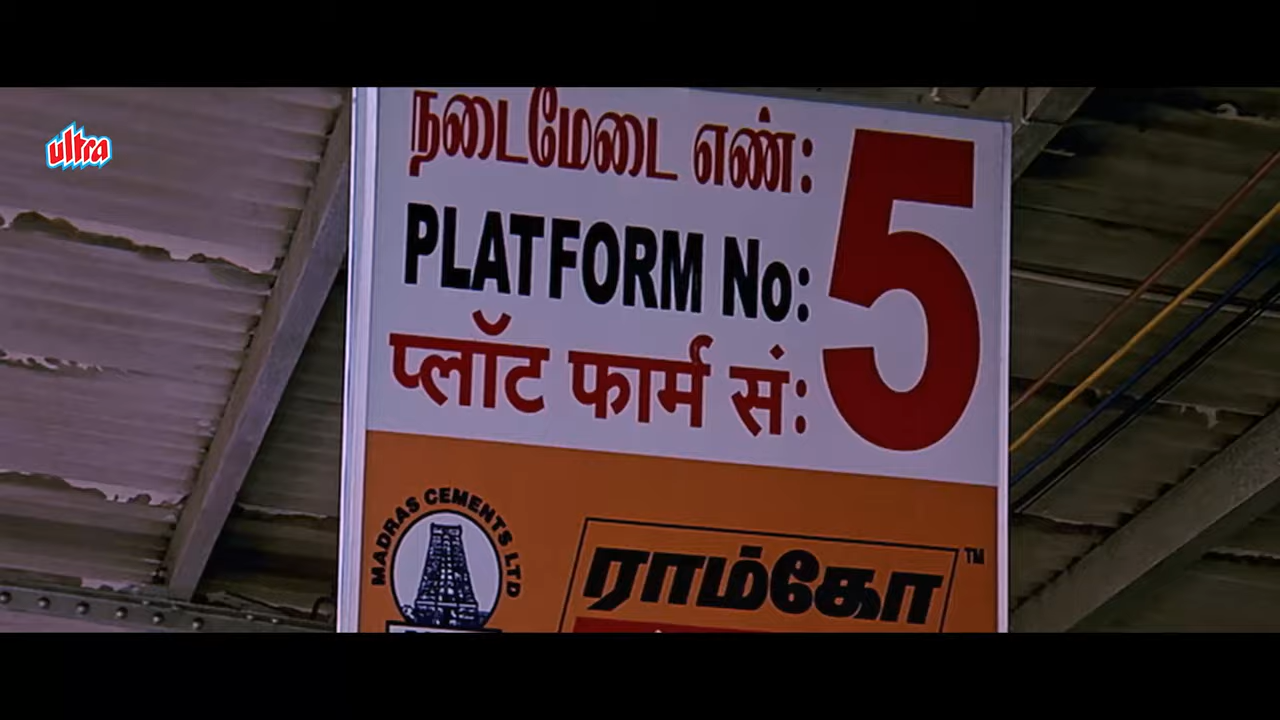 ultra
நடைமேடை எண்: 5
PLATFORM No:
प्लॉट फार्म सं:
MADRAS CEMENTS LTD
ராம்கோ TM